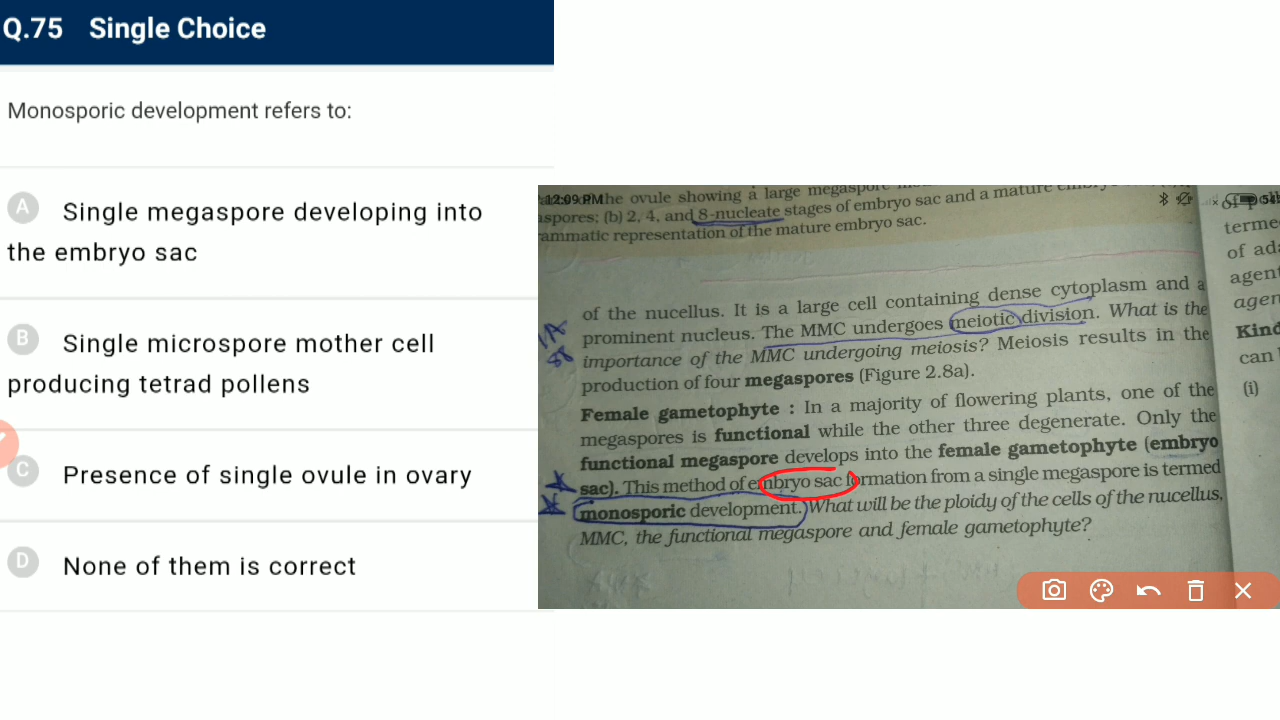 Q.75 Single Choice
Monosporic development refers to:
A Single megaspore developing into
the embryo sac
B Single microspore mother cell
producing tetrad pollens
C Presence of single ovule in ovary
D None of them is correct
12:09 PM the ovule showing a large
spores; (b) 2, 4, and 8-nucleate stages of embryo sac and a mature
ammatic representation of the mature embryo sac.
of the nucellus. It is a large cell containing dense cytoplasm and a
prominent nucleus. The MMC undergoes meiotic division. What is the
importance of the MMC undergoing meiosis? Meiosis results in the
production of four megaspores (Figure 2.8a).
Female gametophyte : In a majority of flowering plants, one of the
megaspores is functional while the other three degenerate. Only the
functional megaspore develops into the female gametophyte (embryo
sac). This method of embryo sac formation from a single megaspore is termed
monosporic development. What will be the ploidy of the cells of the nucellus,
MMC, the functional megaspore and female gametophyte?
terme
of ada
agent
agen
Kind
can
(i)